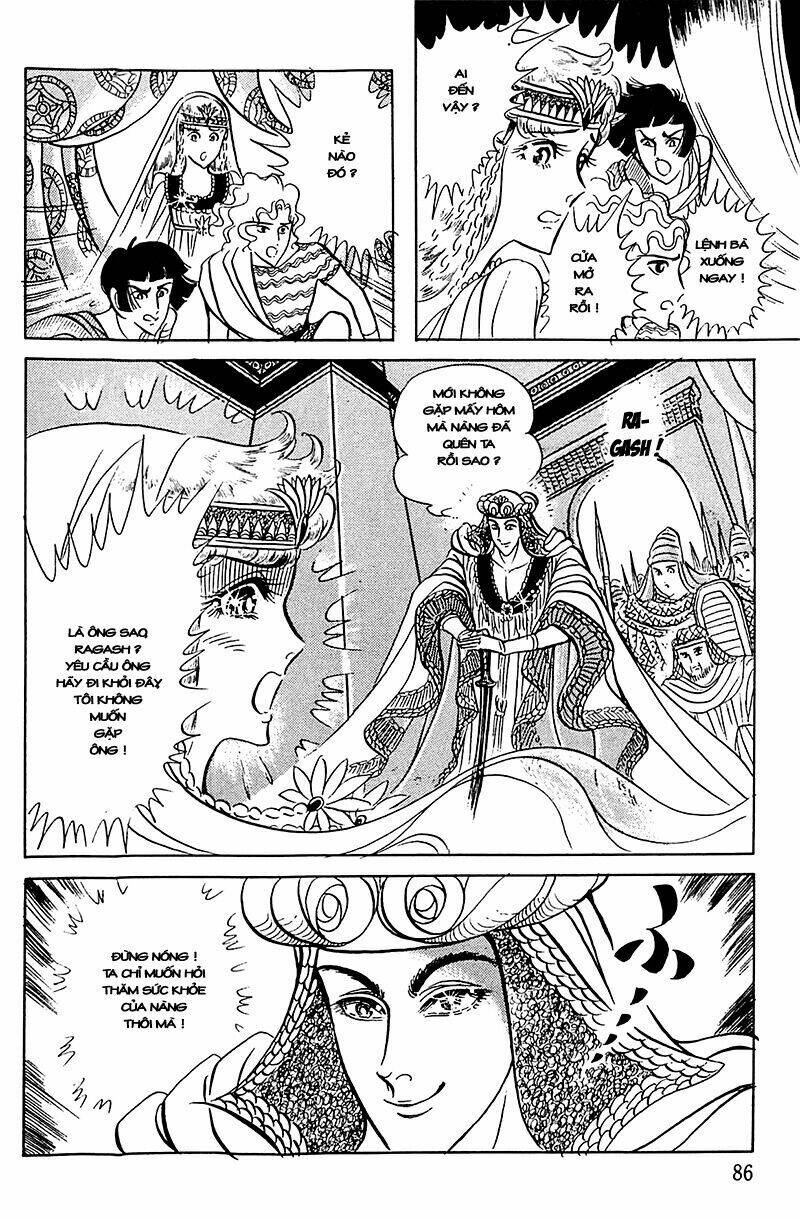 AI
ĐẾN
VẬY ?
CỬA
MỞ
RA
RỒI !
LỆNH BÀ
XUỐNG
NGAY !
KẺ
NÀO
ĐÓ ?
MỚI KHÔNG
GẶP MẤY HÔM
MÀ NÀNG ĐÃ
QUÊN TA
RỒI SAO ?
RA-
GASH !
LÀ ÔNG SAO,
RAGASH ?
YÊU CẦU ÔNG
HÃY ĐI KHỎI ĐÂY,
TÔI KHÔNG
MUỐN
GẶP
ÔNG !
ĐỪNG NÓNG !
TA CHỈ MUỐN HỎI
THĂM SỨC KHỎE
CỦA NÀNG
THÔI MÀ !
ふっ
86